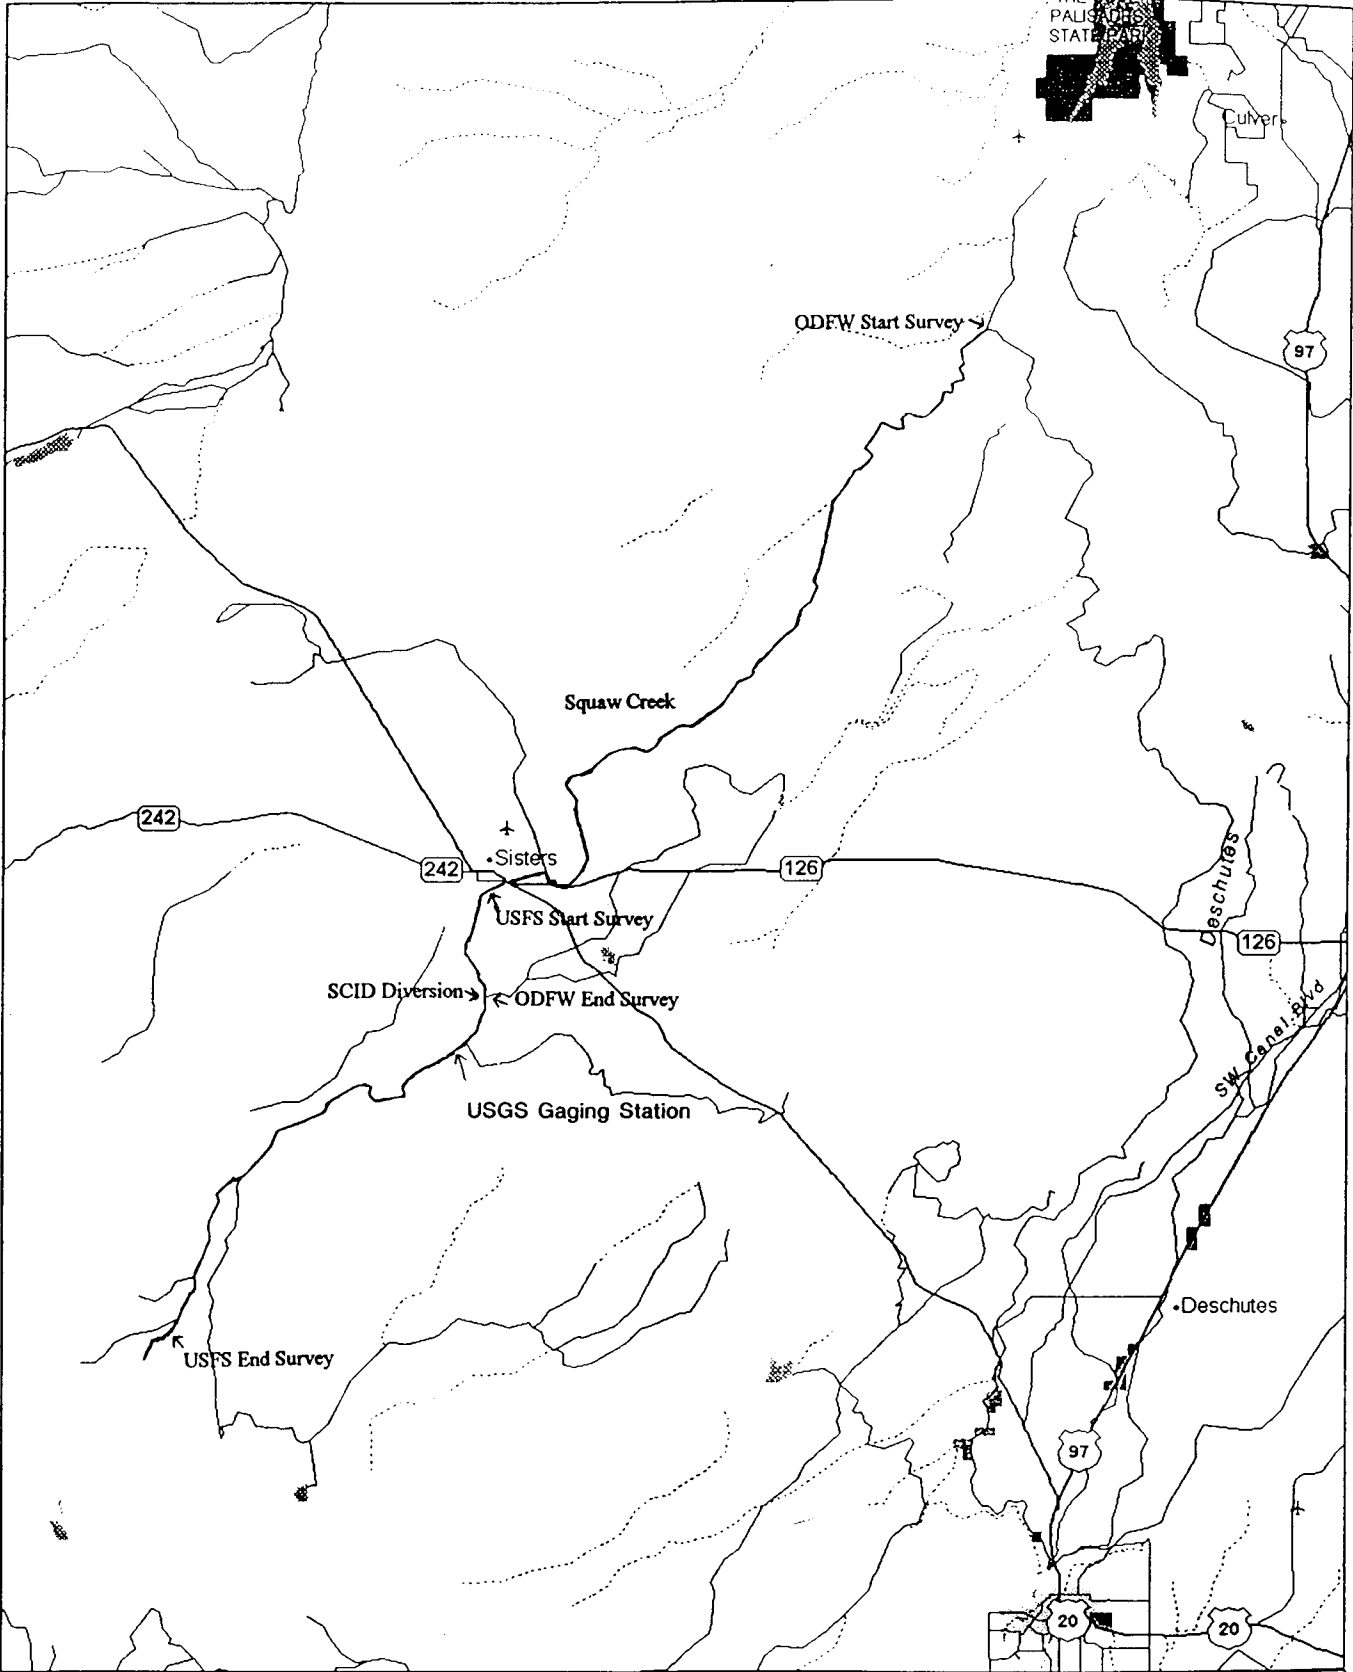 THE
PALISADES
STATE PARK
Culver
ODFW Start Survey
97
Squaw Creek
242
242
Sisters
126
USFS Start Survey
Deschutes
126
SCID Diversion
ODFW End Survey
SW Canal Blvd
USGS Gaging Station
Deschutes
USFS End Survey
97
20
20